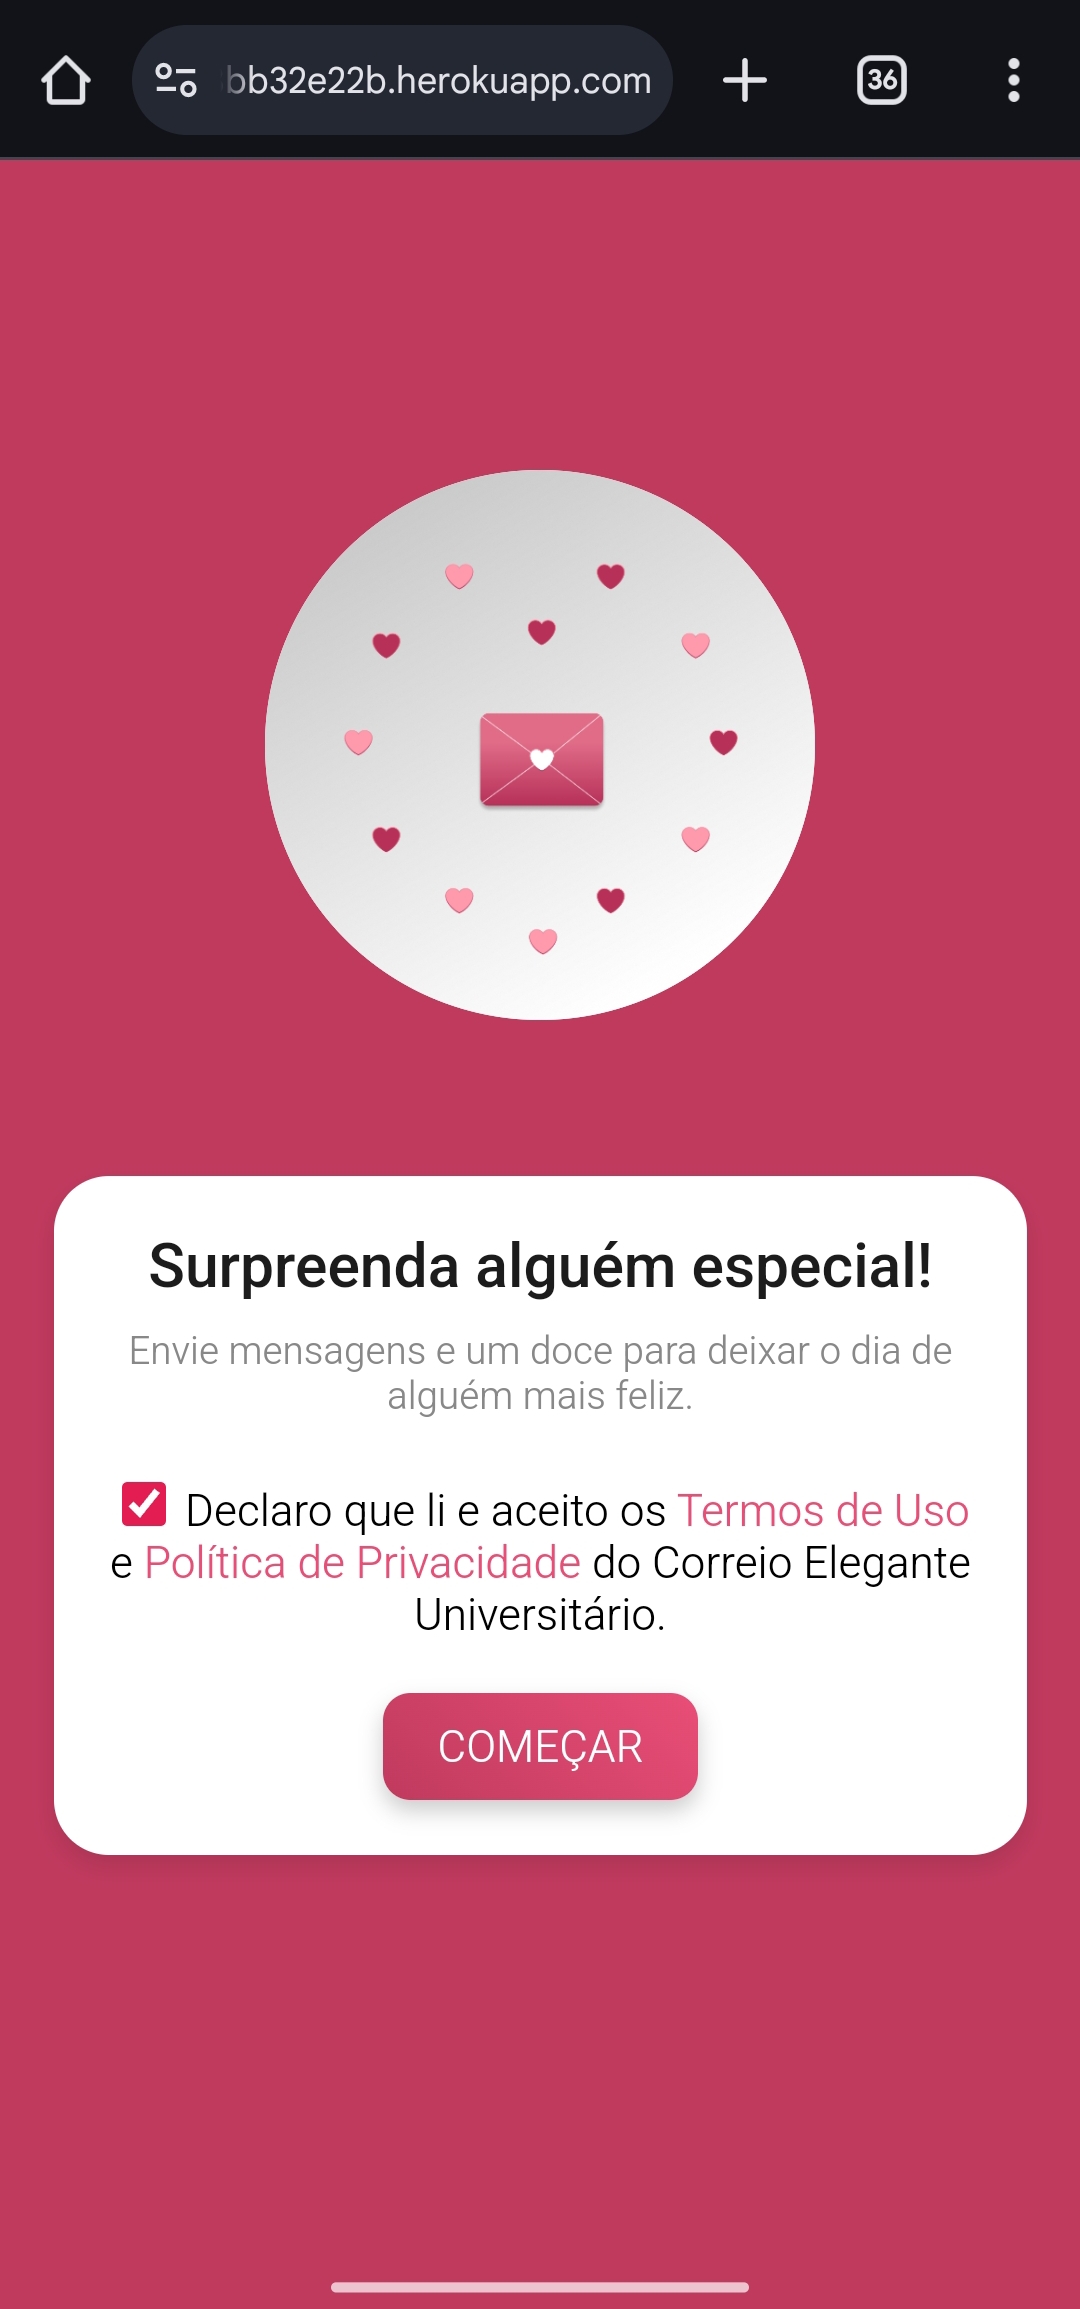 bb32e22b.herokuapp.com
36
Surpreenda alguém especial!
Envie mensagens e um doce para deixar o dia de
alguém mais feliz.
Declaro que li e aceito os Termos de Uso
e Política de Privacidade do Correio Elegante
Universitário.
COMEÇAR